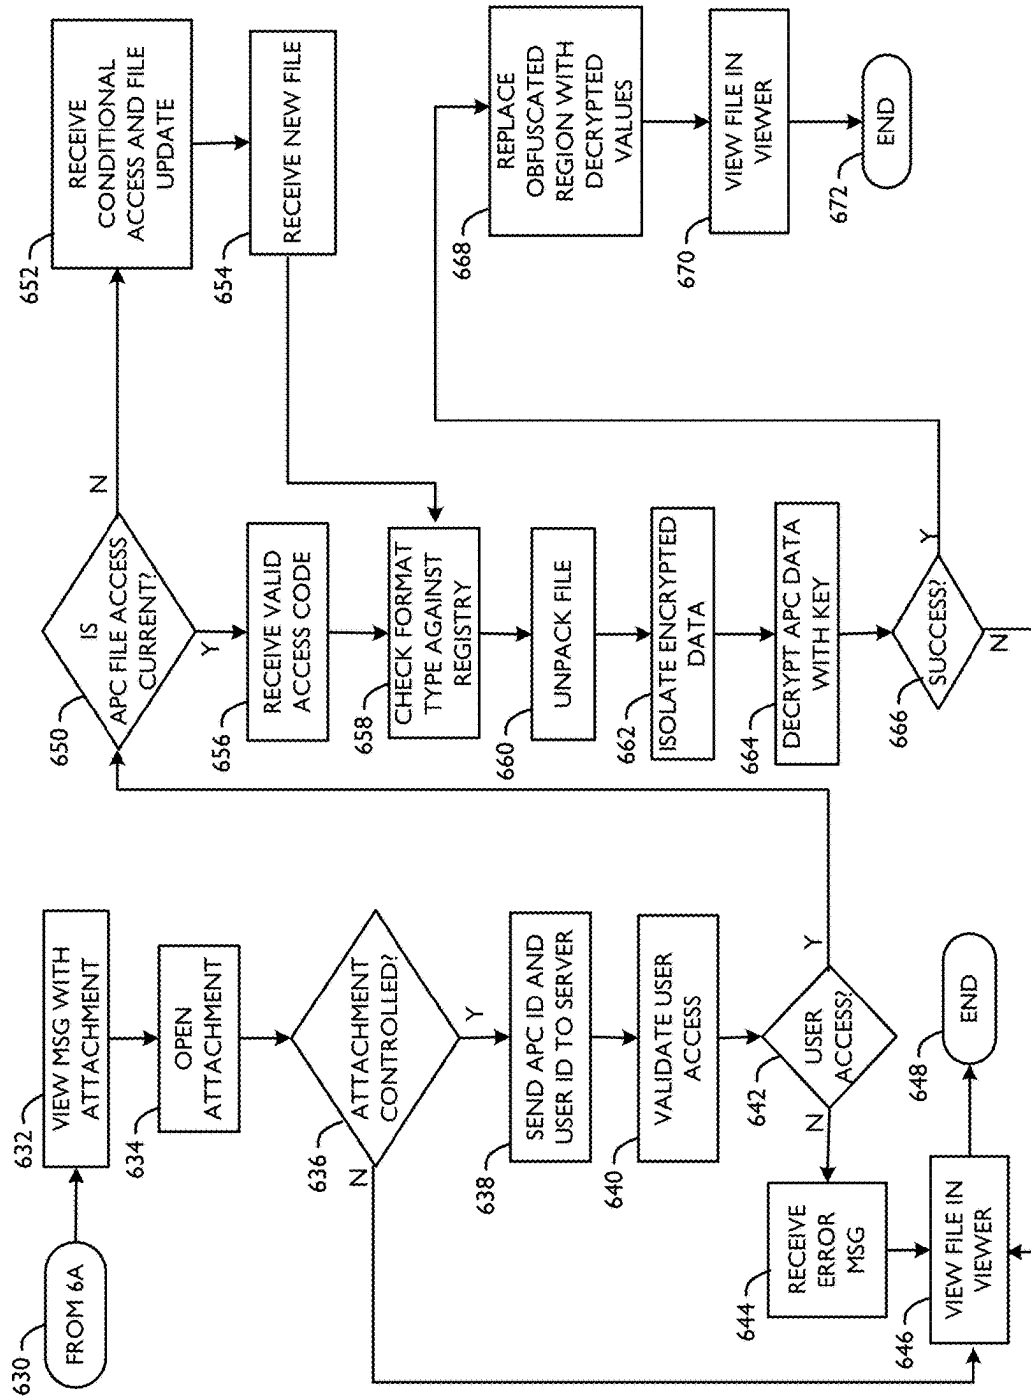 630
FROM 6A
632
VIEW MSG WITH
ATTACHMENT
634
OPEN
ATTACHMENT
636
ATTACHMENT
CONTROLLED?
N
Y
638
SEND APC ID AND
USER ID TO SERVER
640
VALIDATE USER
ACCESS
642
USER
ACCESS?
N
Y
644
RECEIVE
ERROR
MSG
646
VIEW FILE IN
VIEWER
648
END
650
IS
APC FILE ACCESS
CURRENT?
N
Y
652
RECEIVE
CONDITIONAL
ACCESS AND FILE
UPDATE
654
RECEIVE NEW FILE
656
RECEIVE VALID
ACCESS CODE
658
CHECK FORMAT
TYPE AGAINST
REGISTRY
660
UNPACK FILE
662
ISOLATE ENCRYPTED
DATA
664
DECRYPT APC DATA
WITH KEY
666
SUCCESS?
Y
N
668
REPLACE
OBFUSCATED
REGION WITH
DECRYPTED
VALUES
670
VIEW FILE IN
VIEWER
672
END